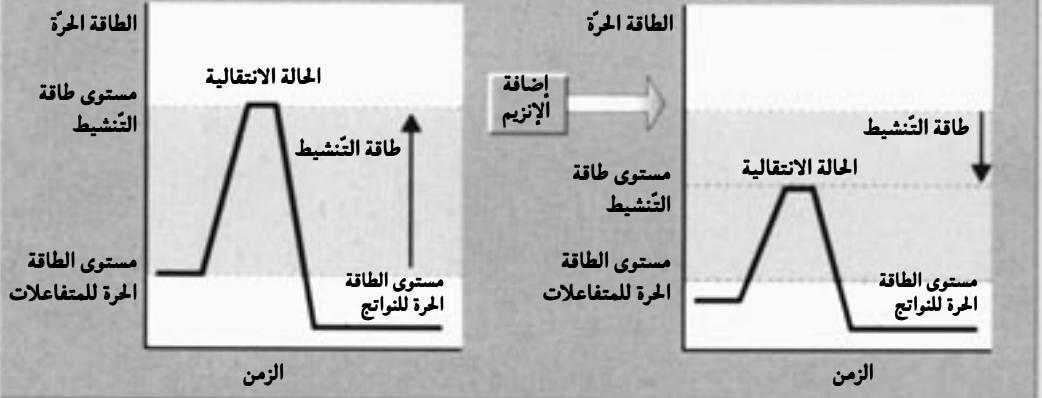 الطاقة الحرّة
الحالة الانتقالية
مستوى طاقة
التّنشيط
طاقة التّنشيط
مستوى الطاقة
الحرة للمتفاعلات
مستوى الطاقة
الحرة للنواتج
الزمن
إضافة
الإنزيم
الطاقة الحرّة
طاقة التّنشيط
الحالة الانتقالية
مستوى طاقة
التّنشيط
مستوى الطاقة
الحرة للمتفاعلات
مستوى الطاقة
الحرة للنواتج
الزمن